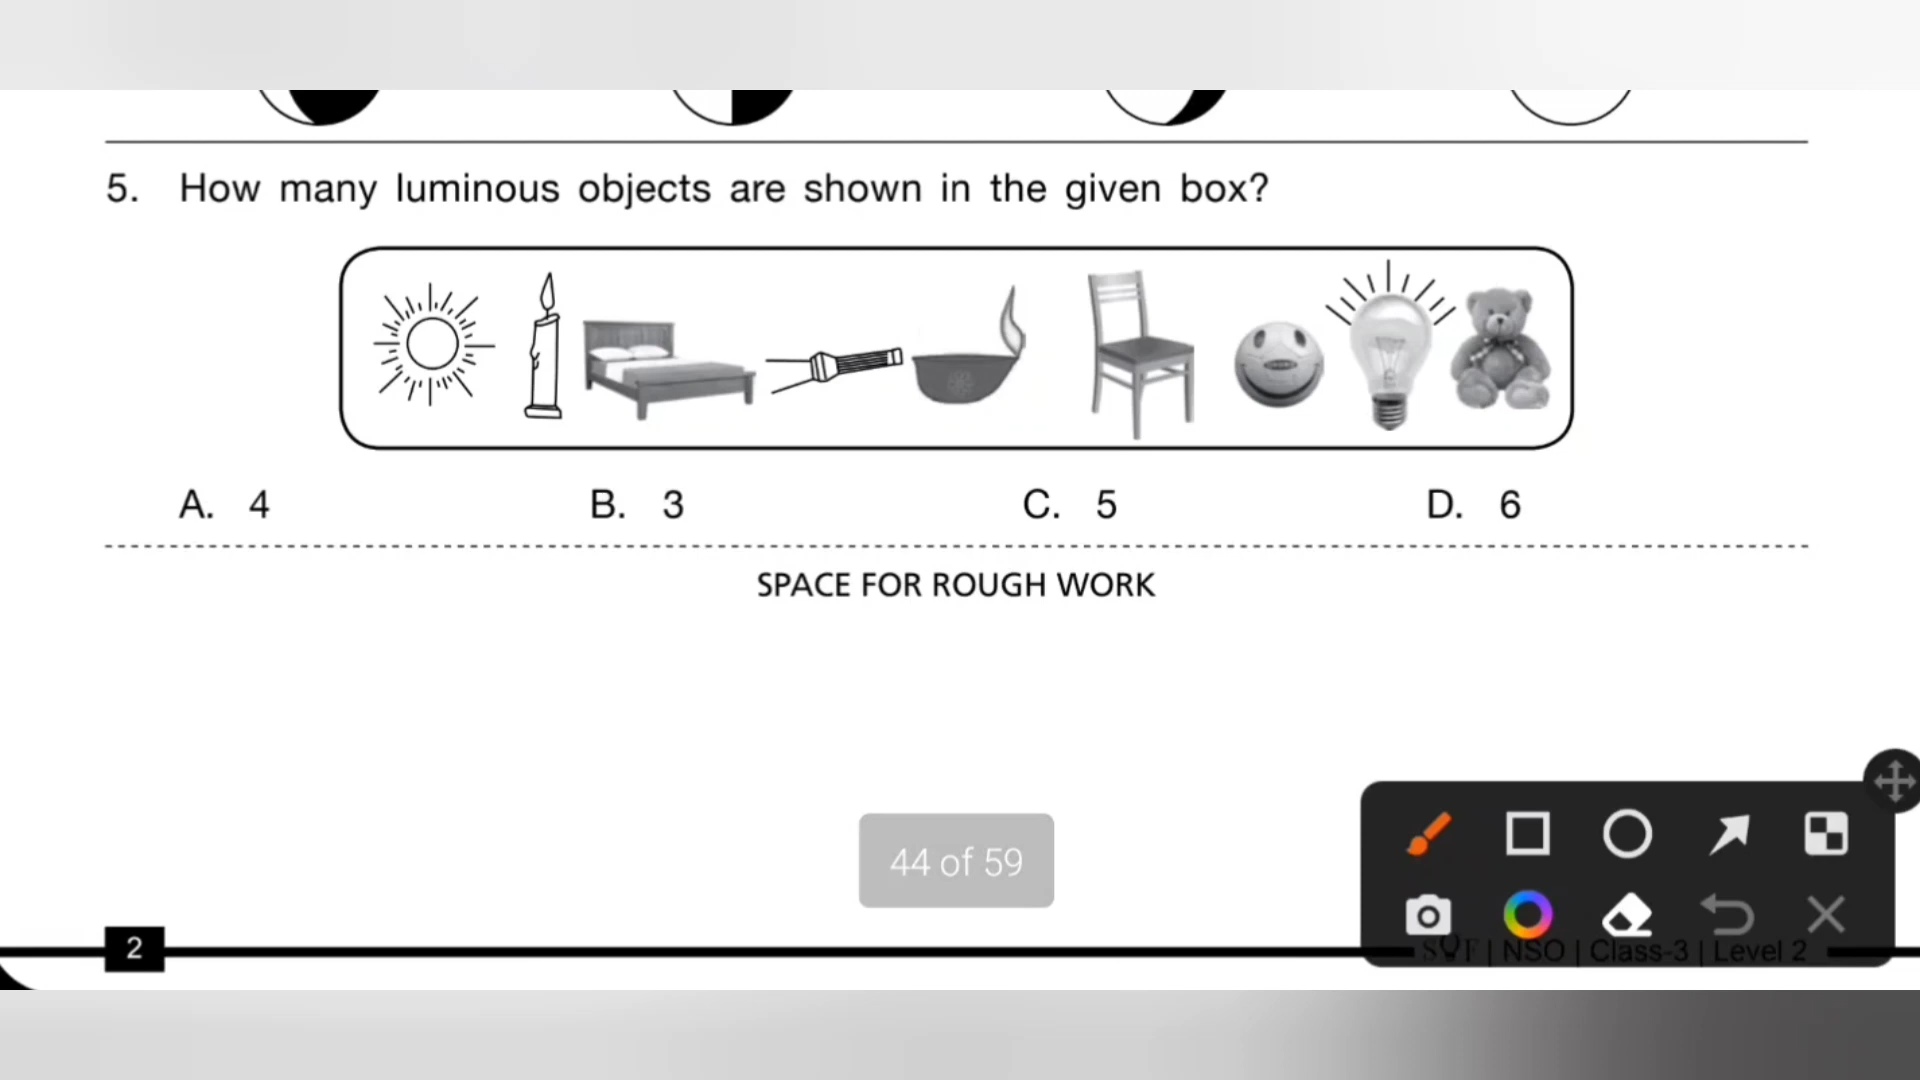 5. How many luminous objects are shown in the given box?
A. 4 B. 3 C. 5 D. 6
SPACE FOR ROUGH WORK
44 of 59
2 SOF | NSO | Class-3 | Level 2